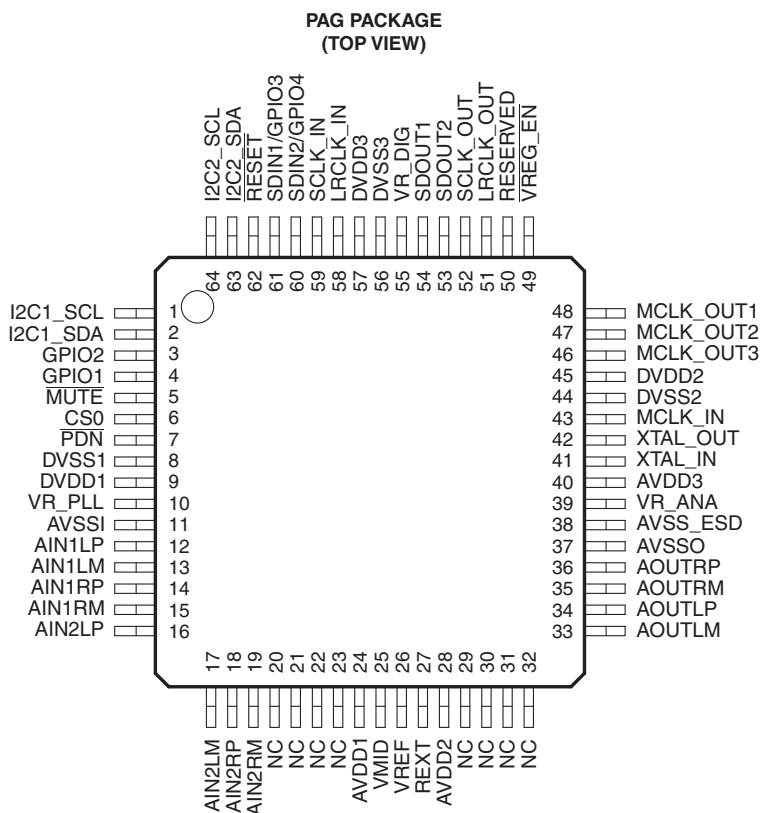 PAG PACKAGE
(TOP VIEW)
I2C2_SCL
I2C2_SDA
RESET
SDIN1/GPIO3
SDIN2/GPIO4
SCLK_IN
LRCLK_IN
DVDD3
DVSS3
VR_DIG
SDOUT1
SDOUT2
SCLK_OUT
LRCLK_OUT
RESERVED
VREG_EN
64
63
62
61
60
59
58
57
56
55
54
53
52
51
50
49
I2C1_SCL 1
I2C1_SDA 2
GPIO2 3
GPIO1 4
MUTE 5
CS0 6
PDN 7
DVSS1 8
DVDD1 9
VR_PLL 10
AVSSI 11
AIN1LP 12
AIN1LM 13
AIN1RP 14
AIN1RM 15
AIN2LP 16
48 MCLK_OUT1
47 MCLK_OUT2
46 MCLK_OUT3
45 DVDD2
44 DVSS2
43 MCLK_IN
42 XTAL_OUT
41 XTAL_IN
40 AVDD3
39 VR_ANA
38 AVSS_ESD
37 AVSSO
36 AOUTRP
35 AOUTRM
34 AOUTLP
33 AOUTLM
17
18
19
20
21
22
23
24
25
26
27
28
29
30
31
32
AIN2LM
AIN2RP
AIN2RM
NC
NC
NC
NC
AVDD1
VMID
VREF
REXT
AVDD2
NC
NC
NC
NC